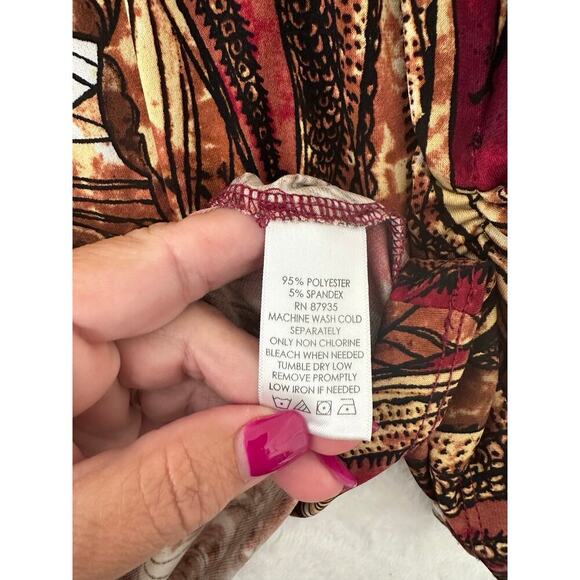 95% POLYESTER
5% SPANDEX
RN 87935
MACHINE WASH COLD
SEPARATELY
ONLY NON CHLORINE
BLEACH WHEN NEEDED
TUMBLE DRY LOW
REMOVE PROMPTLY
LOW IRON IF NEEDED